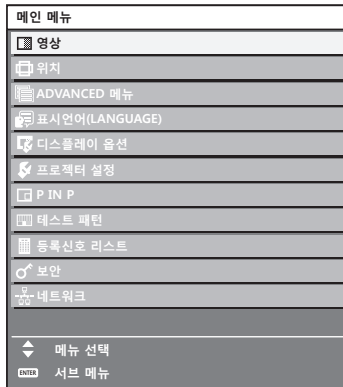 메인 메뉴
영상
위치
ADVANCED 메뉴
표시언어(LANGUAGE)
디스플레이 옵션
프로젝터 설정
P IN P
테스트 패턴
등록신호 리스트
보안
네트워크
메뉴 선택
ENTER 서브 메뉴